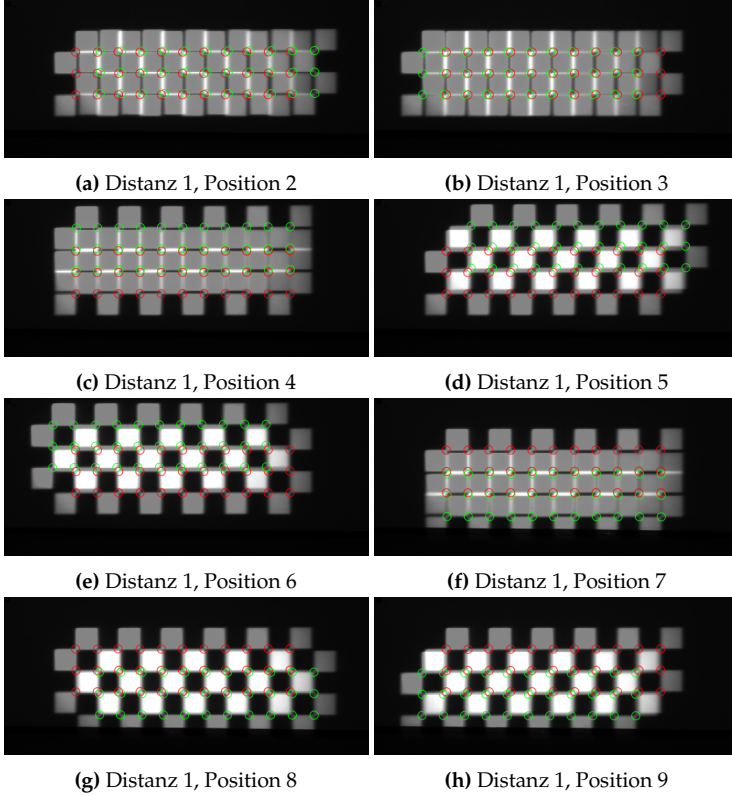 (a) Distanz 1, Position 2
(b) Distanz 1, Position 3
(c) Distanz 1, Position 4
(d) Distanz 1, Position 5
(e) Distanz 1, Position 6
(f) Distanz 1, Position 7
(g) Distanz 1, Position 8
(h) Distanz 1, Position 9